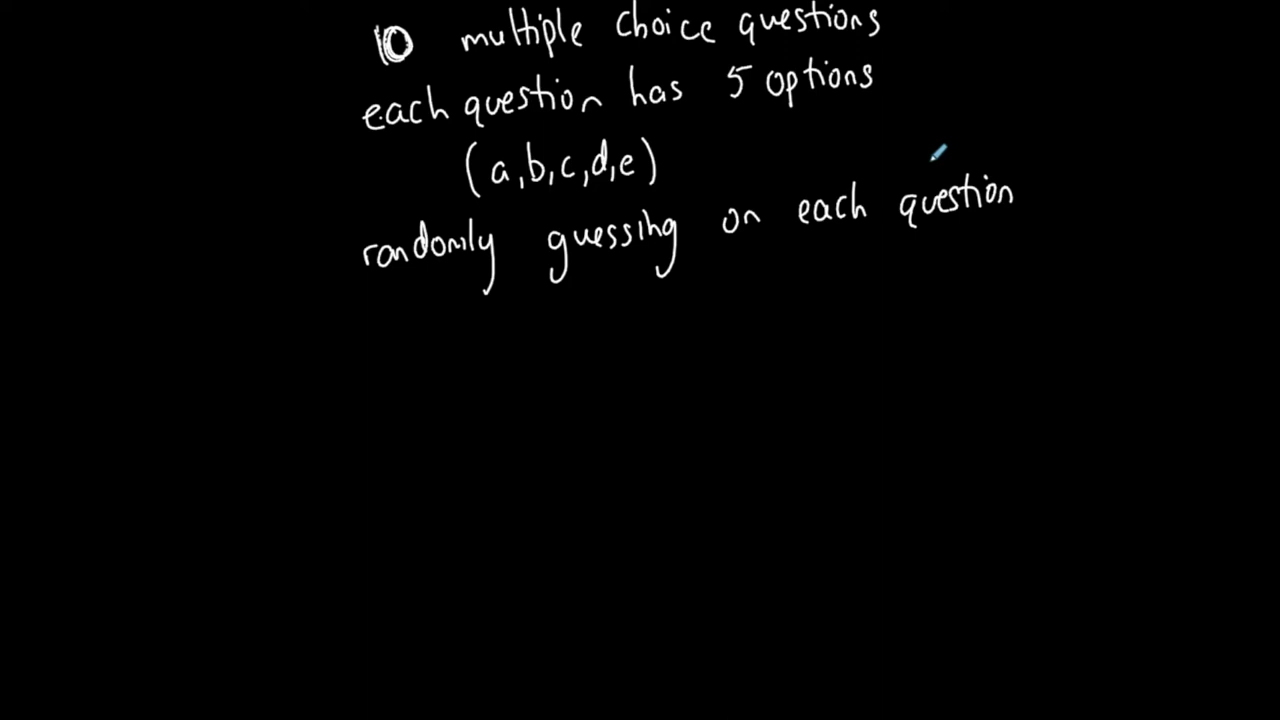 10 multiple choice questions
each question has 5 options
(a,b,c,d,e)
randomly guessing on each question